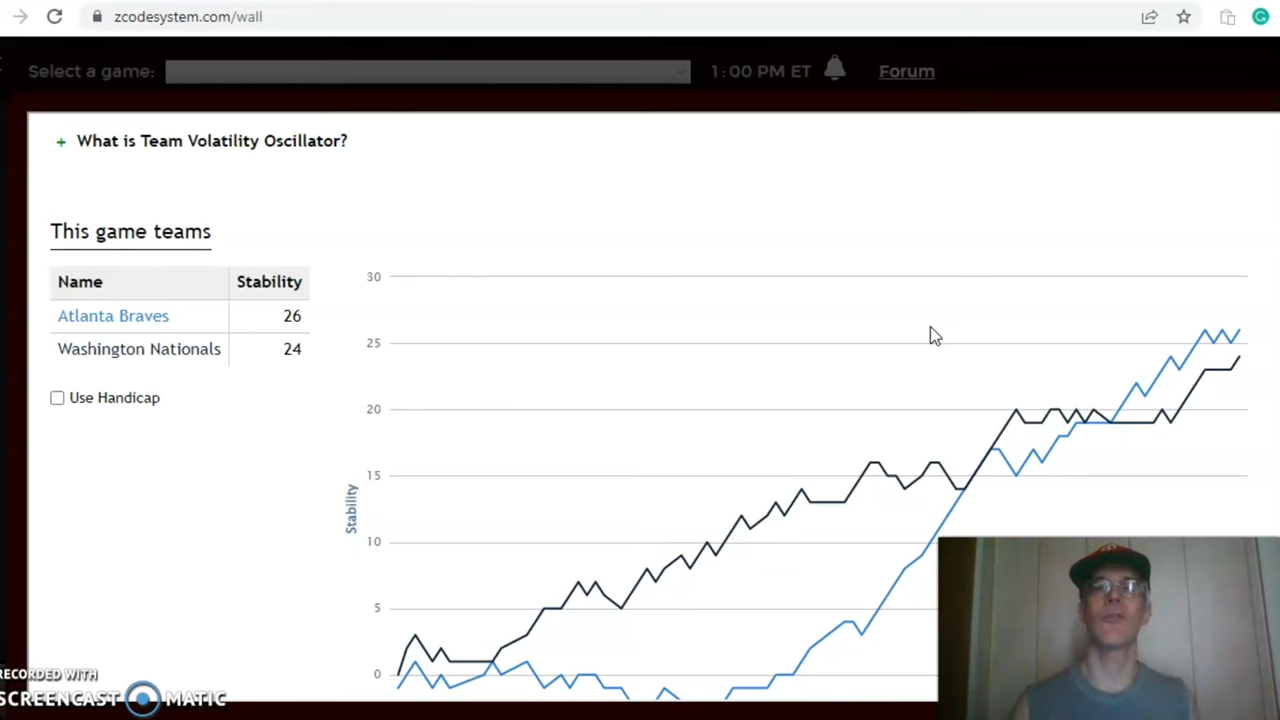 zcodesystem.com/wall
Select a game: 1:00 PM ET Forum
+ What is Team Volatility Oscillator?
This game teams
Name Stability
Atlanta Braves 26
Washington Nationals 24
Use Handicap
30
25
20
15
10
5
0
Stability
RECORDED WITH
SCREENCAST MATIC